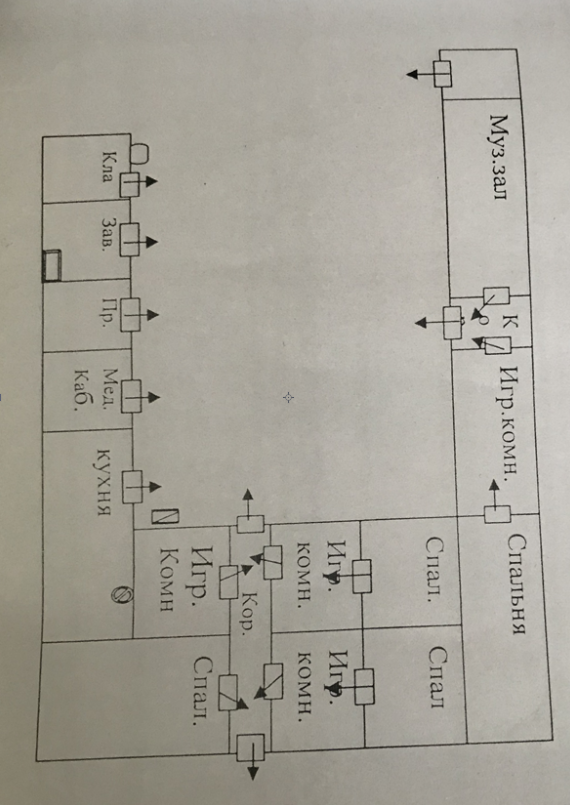 Муз.зал
К
о
Р
Игр.комн.
Спальня
Кла
Зав.
Пр.
Мед.
Каб.
кухня
Игр.
Комн
Спал.
Кор.
Игр.
комн.
Спал.
Игр.
комн.
Спал